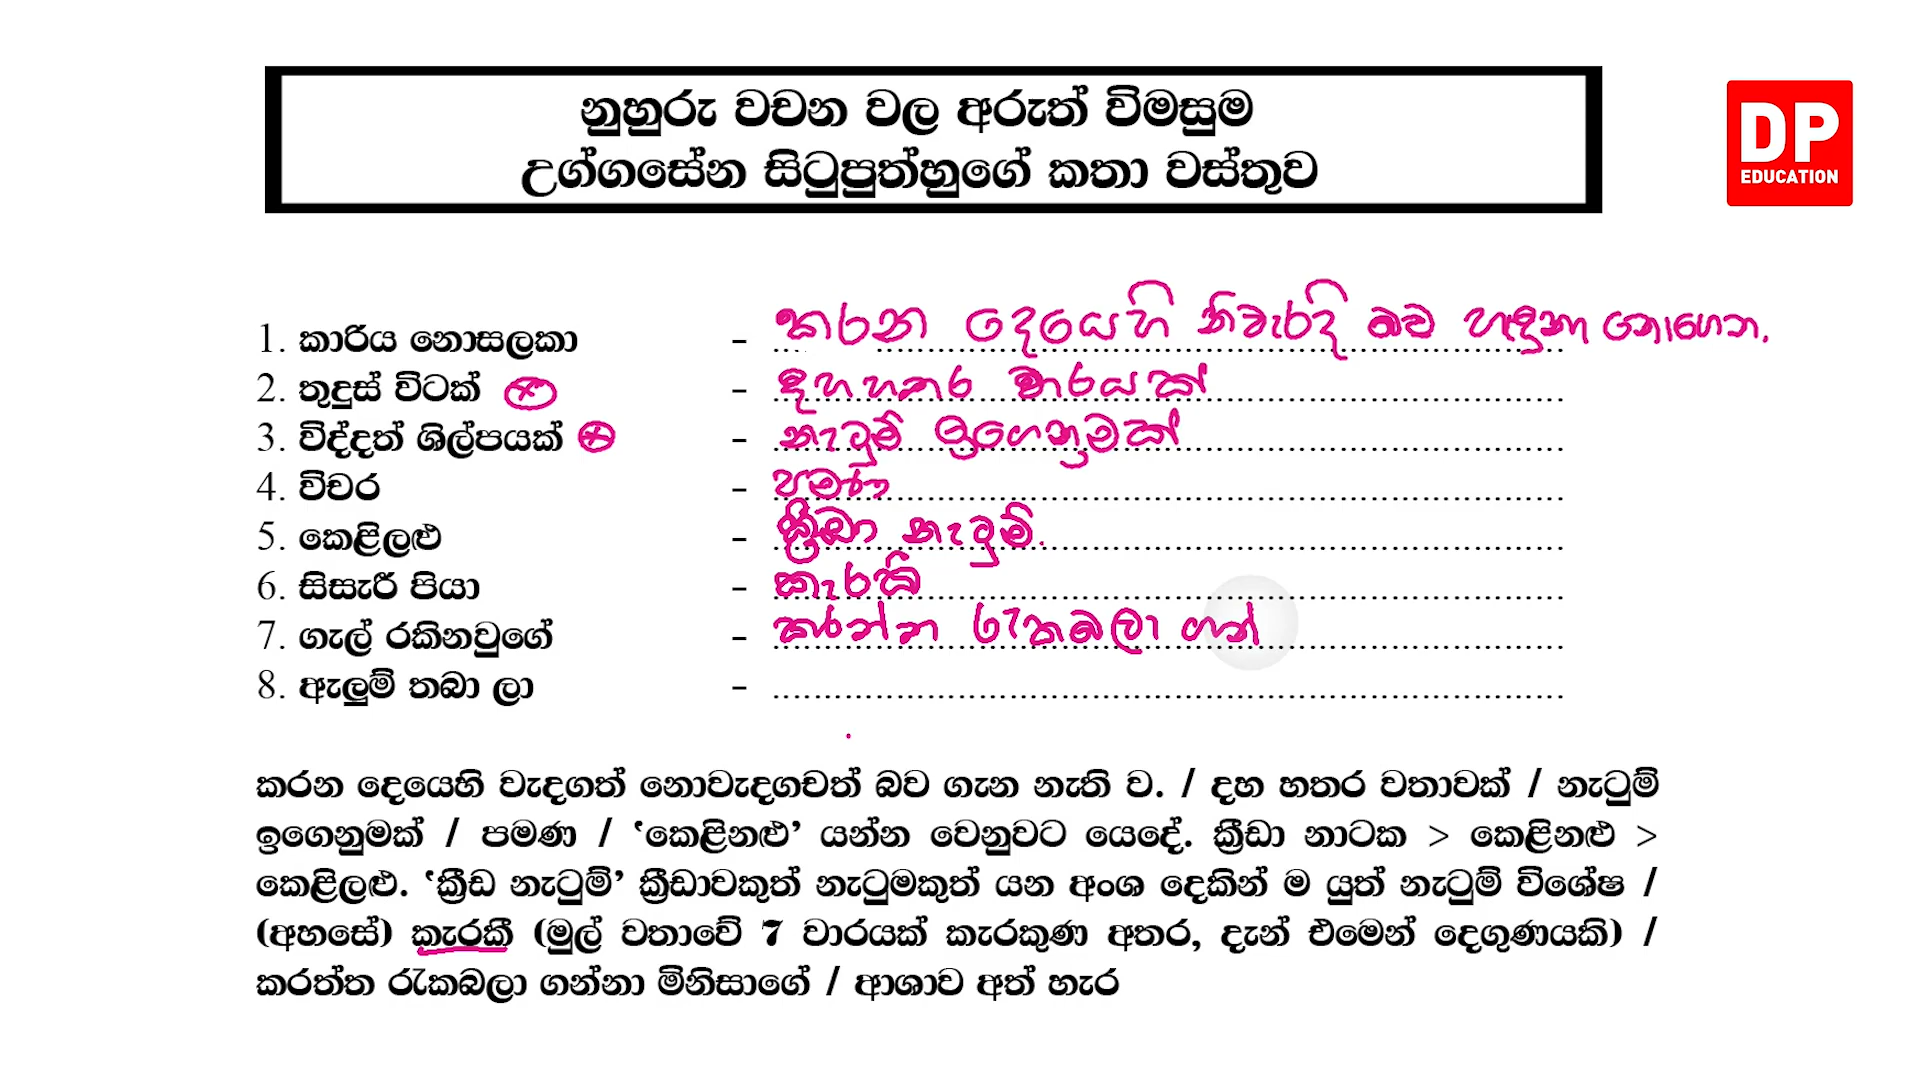 නුහුරු වචන වල අරුත් විමසුම
උග්ගසේන සිටුපුත්හුගේ කතා වස්තුව
DP
EDUCATION
1. කාරිය නොසලකා - කරන දෙයෙහි නිවැරදි බව හඳුනා නොගෙන.
2. තුදුස් විටක් - දහහතර වාරයක්
3. විද්දත් ශිල්පයක් - නැටුම් ඉගෙනුමක්
4. විචර - පමණ
5. කෙළිලළු - ක්‍රීඩා නැටුම්.
6. සිසැරී පියා - කැරකි
7. ගැල් රකිනවුගේ - කරත්ත රැකබලා ගන්
8. ඇලුම් තබා ලා -
කරන දෙයෙහි වැදගත් නොවැදගචත් බව ගැන නැති ව. / දහ හතර වතාවක් / නැටුම්
ඉගෙනුමක් / පමණ / ‘කෙළිනළු’ යන්න වෙනුවට යෙදේ. ක්‍රීඩා නාටක > කෙළිනළු >
කෙළිලළු. ‘ක්‍රීඩ නැටුම්’ ක්‍රීඩාවකුත් නැටුමකුත් යන අංශ දෙකින් ම යුත් නැටුම් විශේෂ /
(අහසේ) කැරකී (මුල් වතාවේ 7 වාරයක් කැරකුණ අතර, දැන් එමෙන් දෙගුණයකි) /
කරත්ත රැකබලා ගන්නා මිනිසාගේ / ආශාව අත් හැර